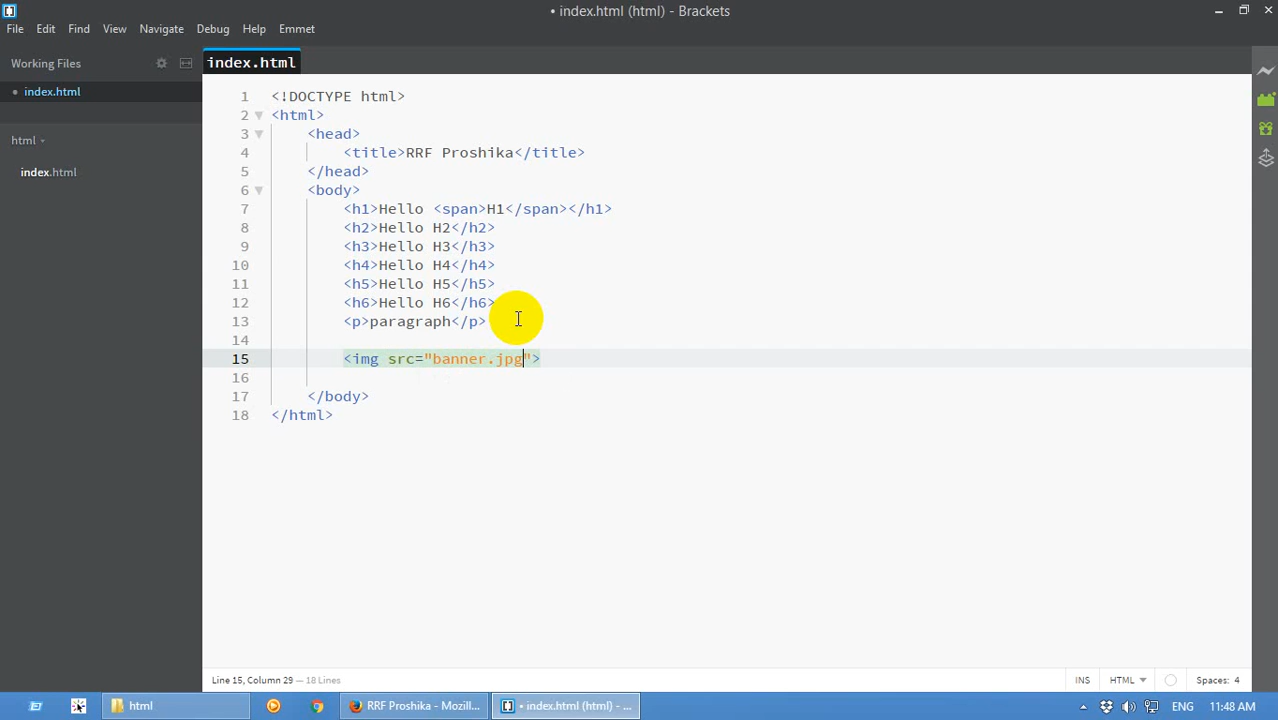 • index.html (html) - Brackets
File Edit Find View Navigate Debug Help Emmet
Working Files
• index.html
html
index.html
index.html
1 <!DOCTYPE html>
2 <html>
3 <head>
4 <title>RRF Proshika</title>
5 </head>
6 <body>
7 <h1>Hello <span>H1</span></h1>
8 <h2>Hello H2</h2>
9 <h3>Hello H3</h3>
10 <h4>Hello H4</h4>
11 <h5>Hello H5</h5>
12 <h6>Hello H6</h6>
13 <p>paragraph</p>
14
15 <img src="banner.jpg">
16
17 </body>
18 </html>
Line 15, Column 29 — 18 Lines
INS HTML Spaces: 4
html RRF Proshika - Mozill... • index.html (html) - ... ENG 11:48 AM